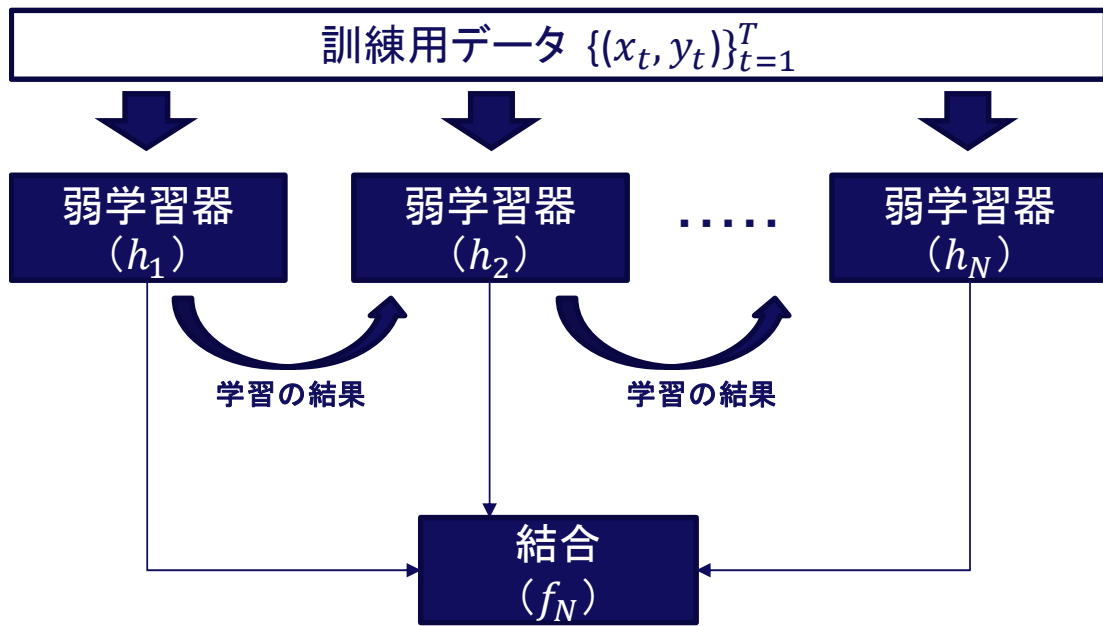 訓練用データ {(x_t, y_t)}_{t=1}^T
弱学習器
(h_1)
弱学習器
(h_2)
.....
弱学習器
(h_N)
学習の結果
学習の結果
結合
(f_N)